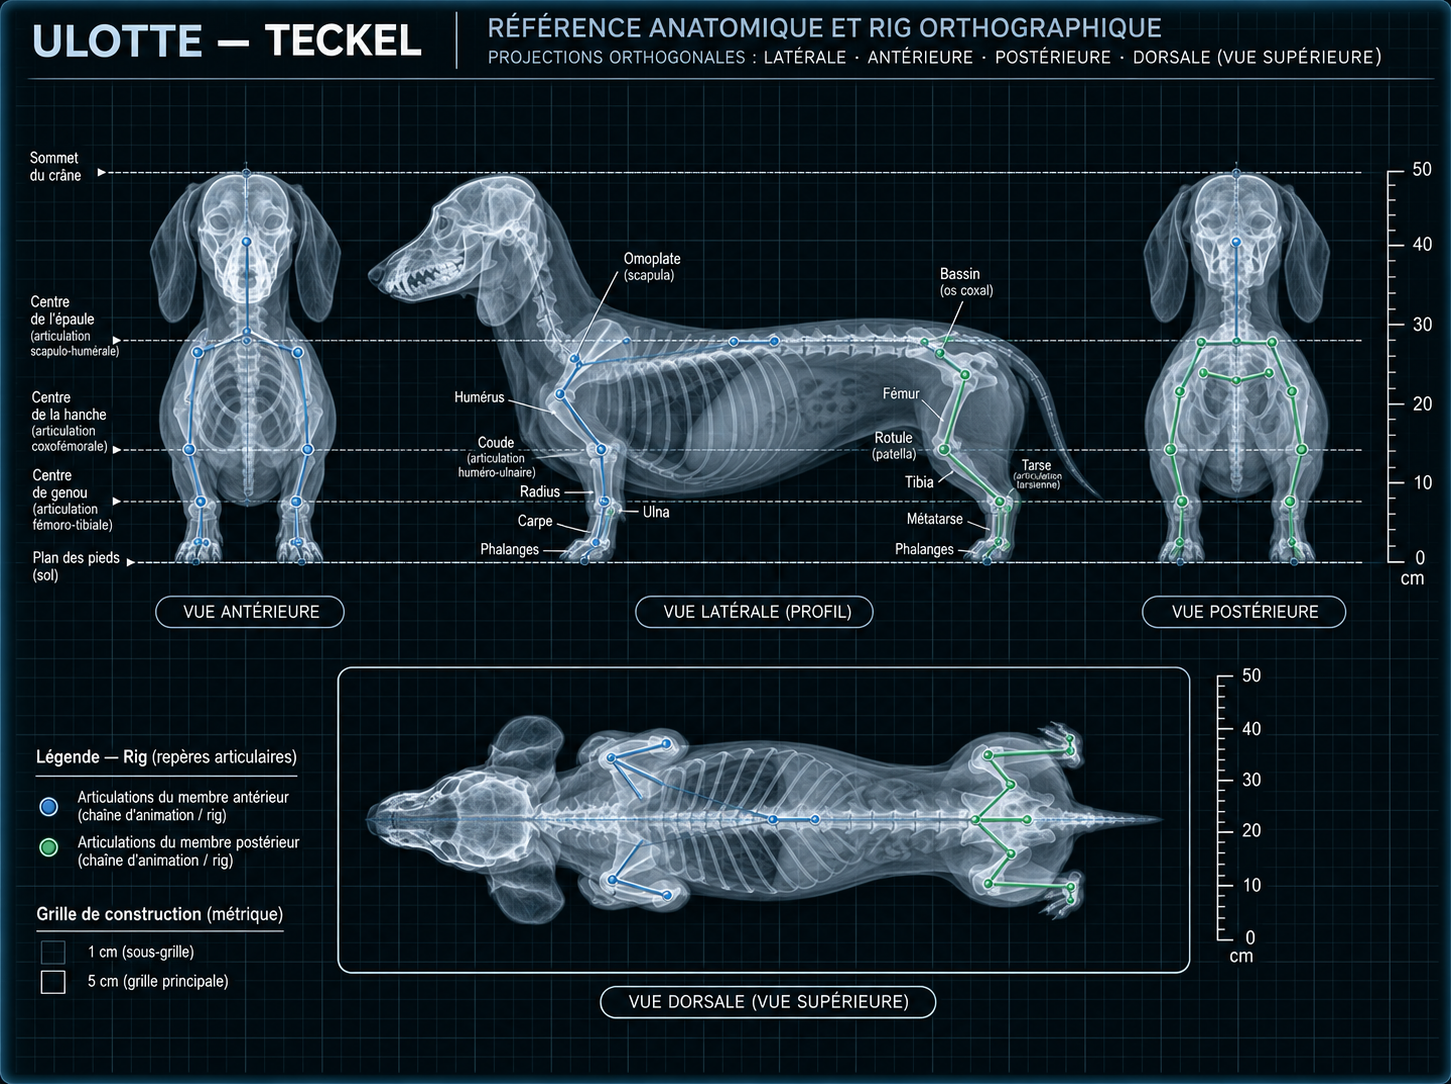 ULOTTE — TECKEL
RÉFÉRENCE ANATOMIQUE ET RIG ORTHOGRAPHIQUE
PROJECTIONS ORTHOGONALES : LATÉRALE · ANTÉRIEURE · POSTÉRIEURE · DORSALE (VUE SUPÉRIEURE)
Sommet
du crâne
Centre
de l'épaule
(articulation
scapulo-humérale)
Centre
de la hanche
(articulation
coxofémorale)
Centre
de genou
(articulation
fémoro-tibiale)
Plan des pieds
(sol)
Omoplate
(scapula)
Humérus
Coude
(articulation
huméro-ulnaire)
Radius
Ulna
Carpe
Phalanges
Bassin
(os coxal)
Fémur
Rotule
(patella)
Tibia
Tarse
(articulation
tarsienne)
Métatarse
Phalanges
50
40
30
20
10
0
cm
VUE ANTÉRIEURE
VUE LATÉRALE (PROFIL)
VUE POSTÉRIEURE
Légende — Rig (repères articulaires)
Articulations du membre antérieur
(chaîne d'animation / rig)
Articulations du membre postérieur
(chaîne d'animation / rig)
Grille de construction (métrique)
1 cm (sous-grille)
5 cm (grille principale)
50
40
30
20
10
0
cm
VUE DORSALE (VUE SUPÉRIEURE)